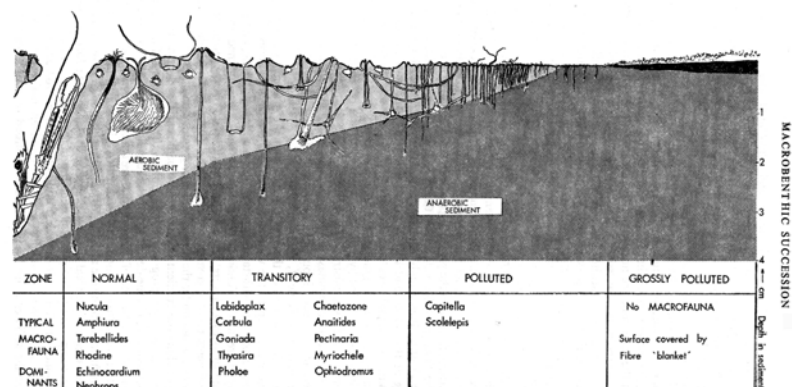 AEROBIC
SEDIMENT
ANAEROBIC
SEDIMENT
1
2
3
4
cm
Depth in sedime
MACROBENTHIC SUCCESSION
ZONE NORMAL TRANSITORY POLLUTED GROSSLY POLLUTED
Nucula Labidoplax Chaetozone Capitella No MACROFAUNA
TYPICAL Amphiura Corbula Anaitides Scolelepis
MACRO- Terebellides Goniada Pectinaria Surface covered by
FAUNA Rhodine Thyasira Myriochele Fibre 'blanket'
DOMI- Echinocardium Pholoe Ophiodromus
NANTS Nephrops